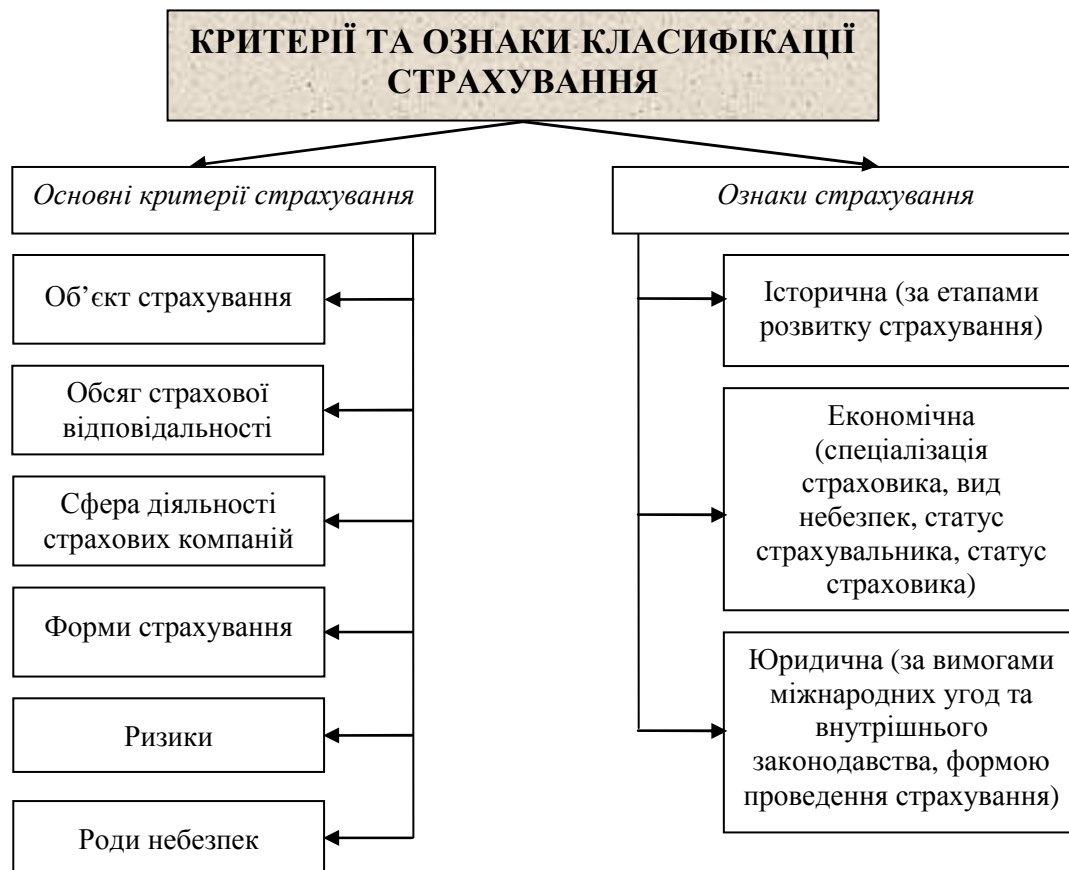 КРИТЕРІЇ ТА ОЗНАКИ КЛАСИФІКАЦІЇ
СТРАХУВАННЯ
Основні критерії страхування
Об’єкт страхування
Обсяг страхової
відповідальності
Сфера діяльності
страхових компаній
Форми страхування
Ризики
Роди небезпек
Ознаки страхування
Історична (за етапами
розвитку страхування)
Економічна
(спеціалізація
страховика, вид
небезпек, статус
страхувальника, статус
страховика)
Юридична (за вимогами
міжнародних угод та
внутрішнього
законодавства, формою
проведення страхування)